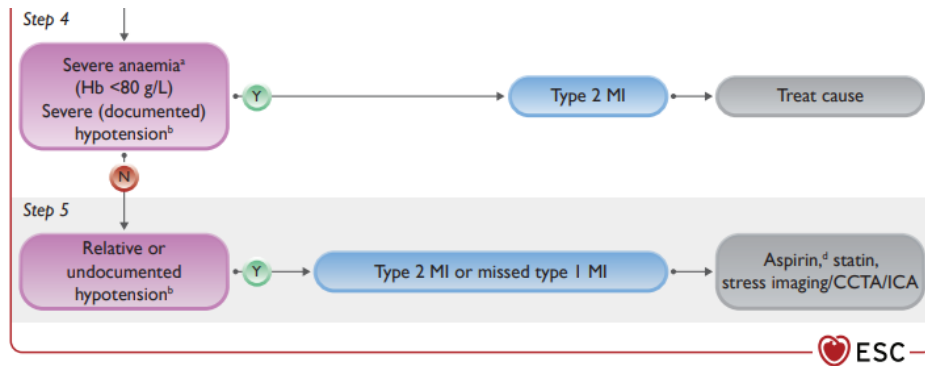 Step 4
Severe anaemiaᵃ
(Hb <80 g/L)
Severe (documented)
hypotensionᵇ
Y
Type 2 MI
Treat cause
N
Step 5
Relative or
undocumented
hypotensionᵇ
Y
Type 2 MI or missed type 1 MI
Aspirin,ᵈ statin,
stress imaging/CCTA/ICA
ESC